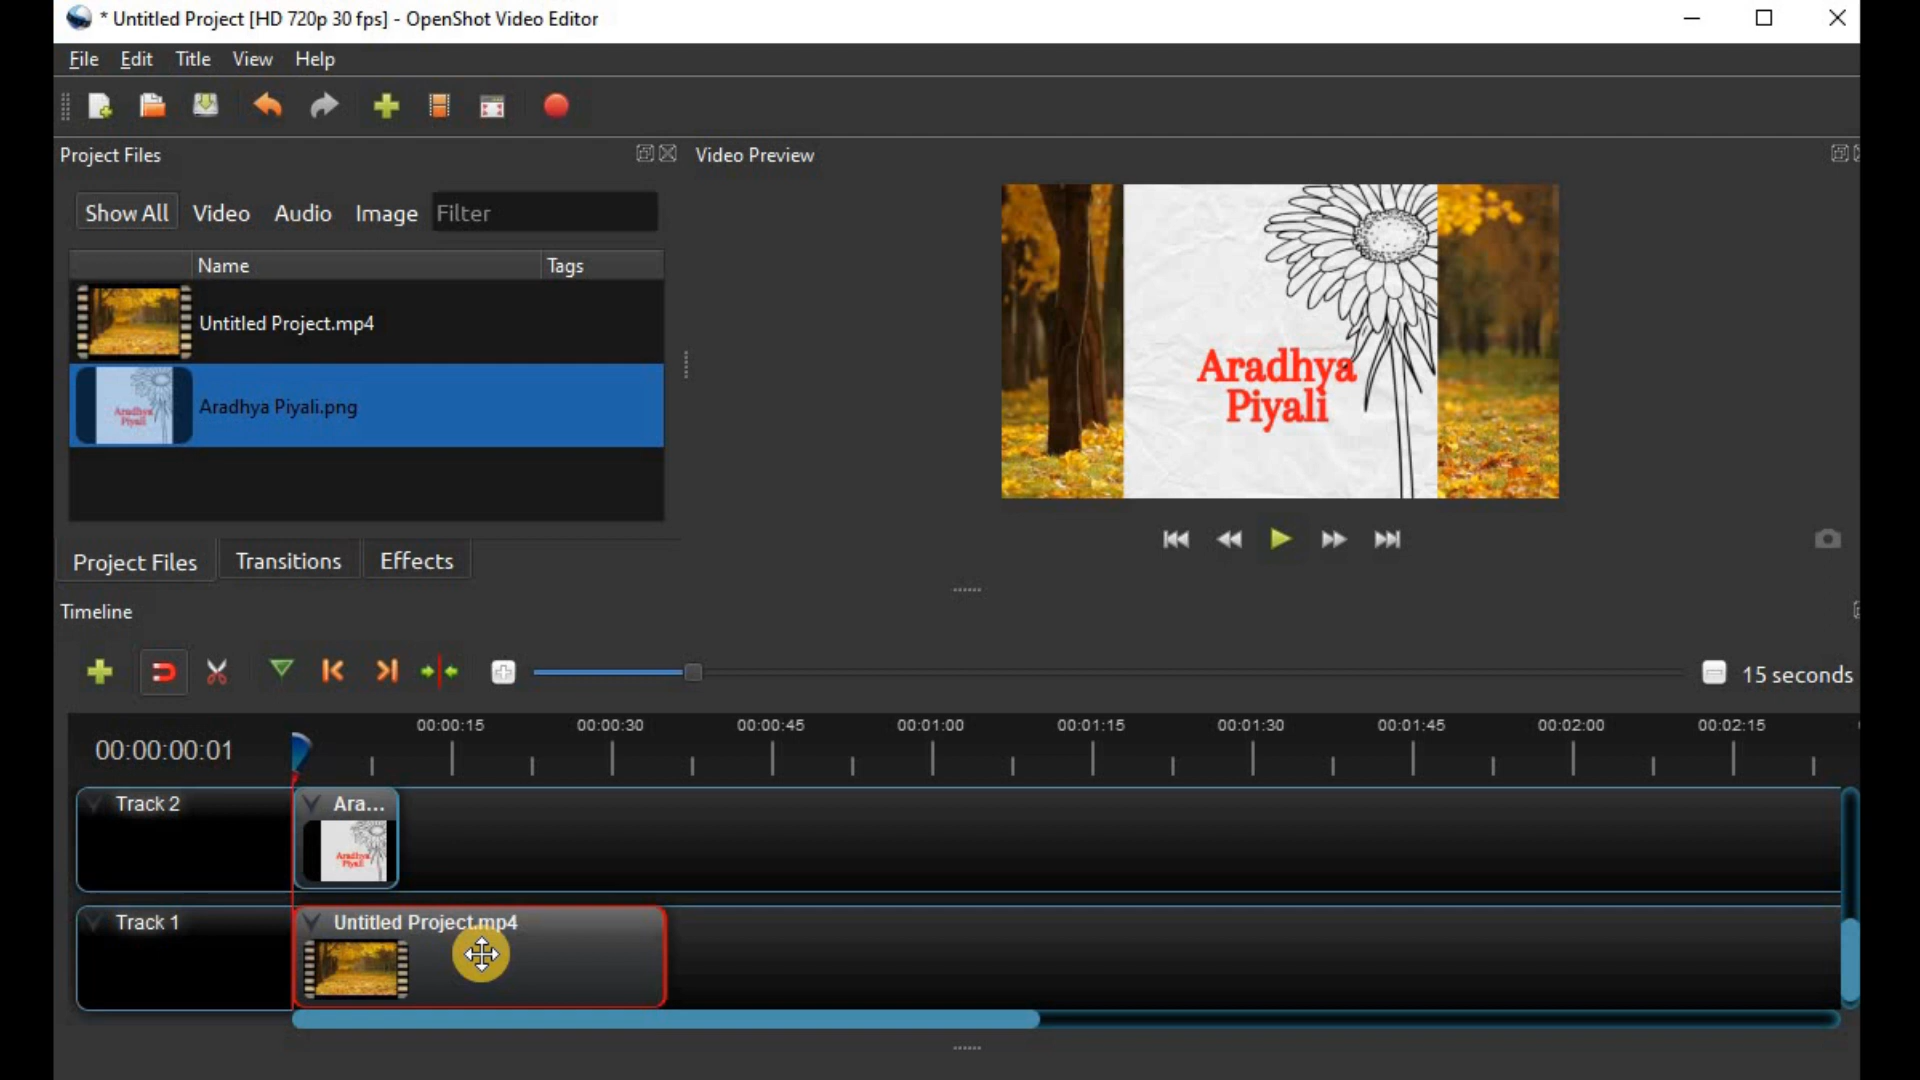 * Untitled Project [HD 720p 30 fps] - OpenShot Video Editor
File Edit Title View Help
Project Files
Video Preview
Show All Video Audio Image Filter
Name Tags
Untitled Project.mp4
Aradhya Piyali.png
Aradhya
Piyali
Aradhya
Piyali
Project Files Transitions Effects
Timeline
15 seconds
00:00:00:01
00:00:15 00:00:30 00:00:45 00:01:00 00:01:15 00:01:30 00:01:45 00:02:00 00:02:15
Track 2
Ara...
Aradhya
Piyali
Track 1
Untitled Project.mp4